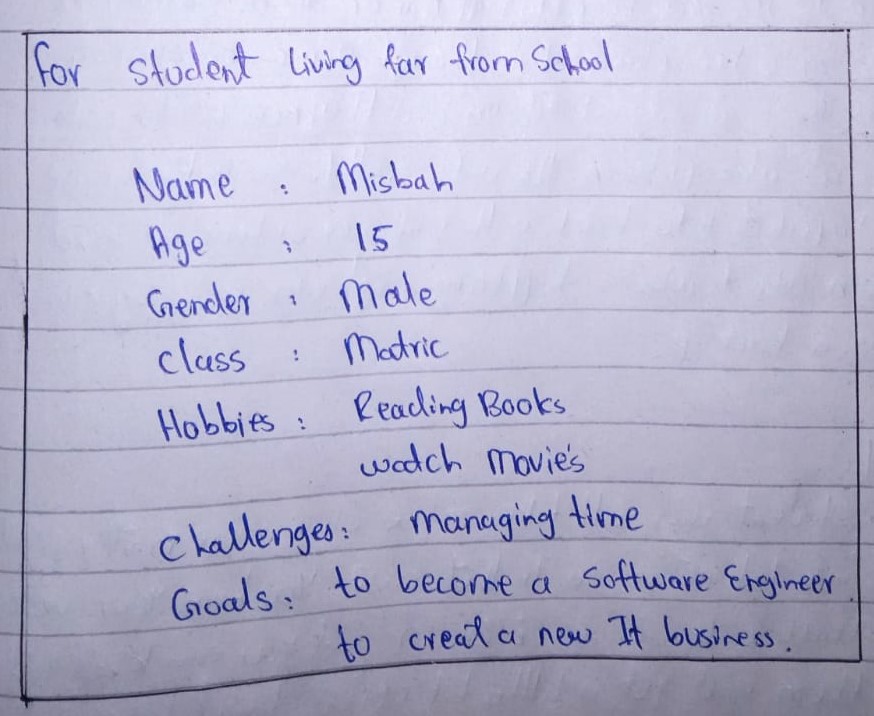 For Student living far from School
Name : Misbah
Age : 15
Gender : Male
Class : Matric
Hobbies : Reading Books
watch Movie's
Challenges : Managing time
Goals : to become a Software Engineer
to creat a new It business.